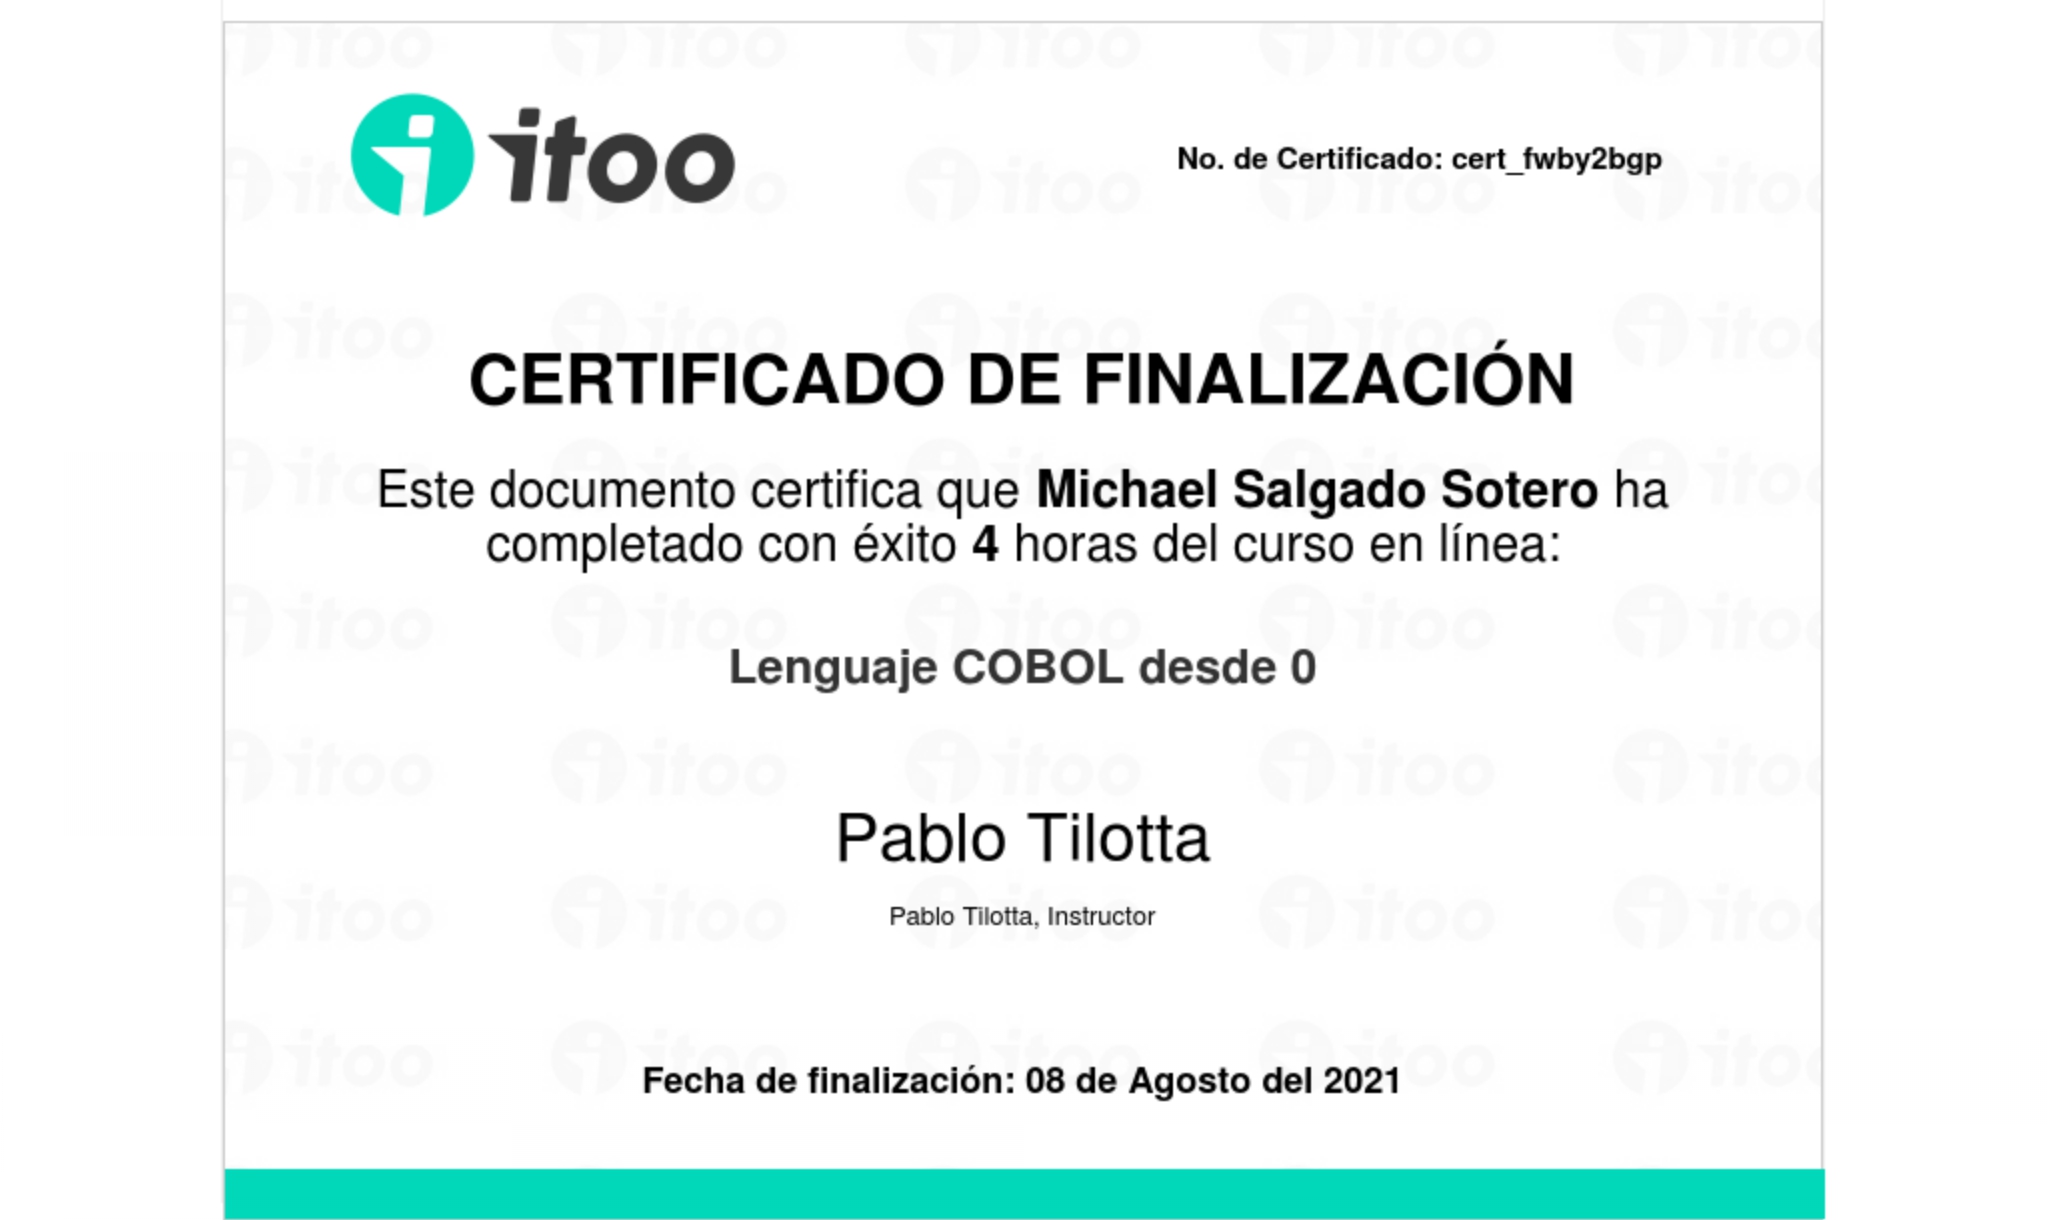 itoo
No. de Certificado: cert_fwby2bgp
CERTIFICADO DE FINALIZACIÓN
Este documento certifica que Michael Salgado Sotero ha
completado con éxito 4 horas del curso en línea:
Lenguaje COBOL desde 0
Pablo Tilotta
Pablo Tilotta, Instructor
Fecha de finalización: 08 de Agosto del 2021